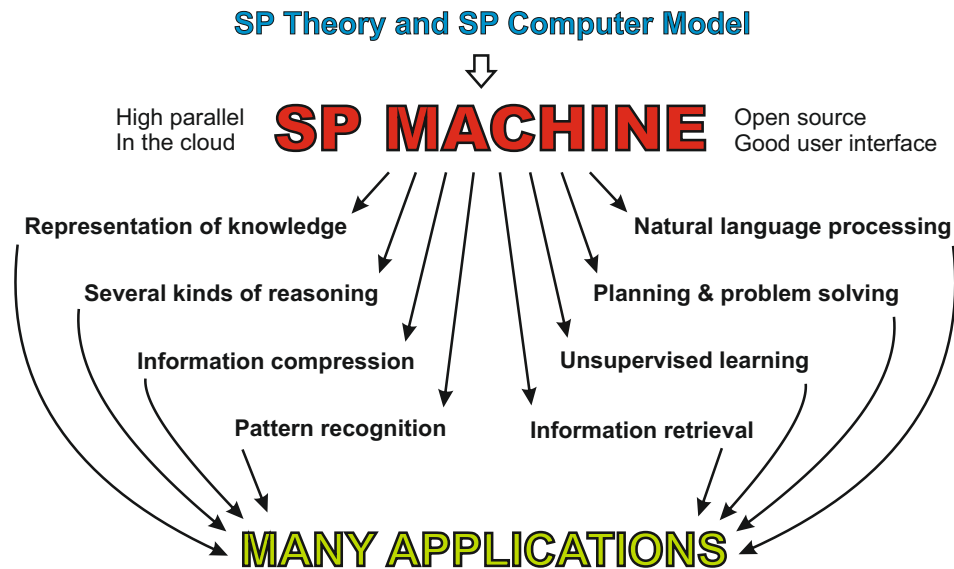 SP Theory and SP Computer Model
High parallel
In the cloud
SP MACHINE
Open source
Good user interface
Representation of knowledge
Natural language processing
Several kinds of reasoning
Planning & problem solving
Information compression
Unsupervised learning
Pattern recognition
Information retrieval
MANY APPLICATIONS